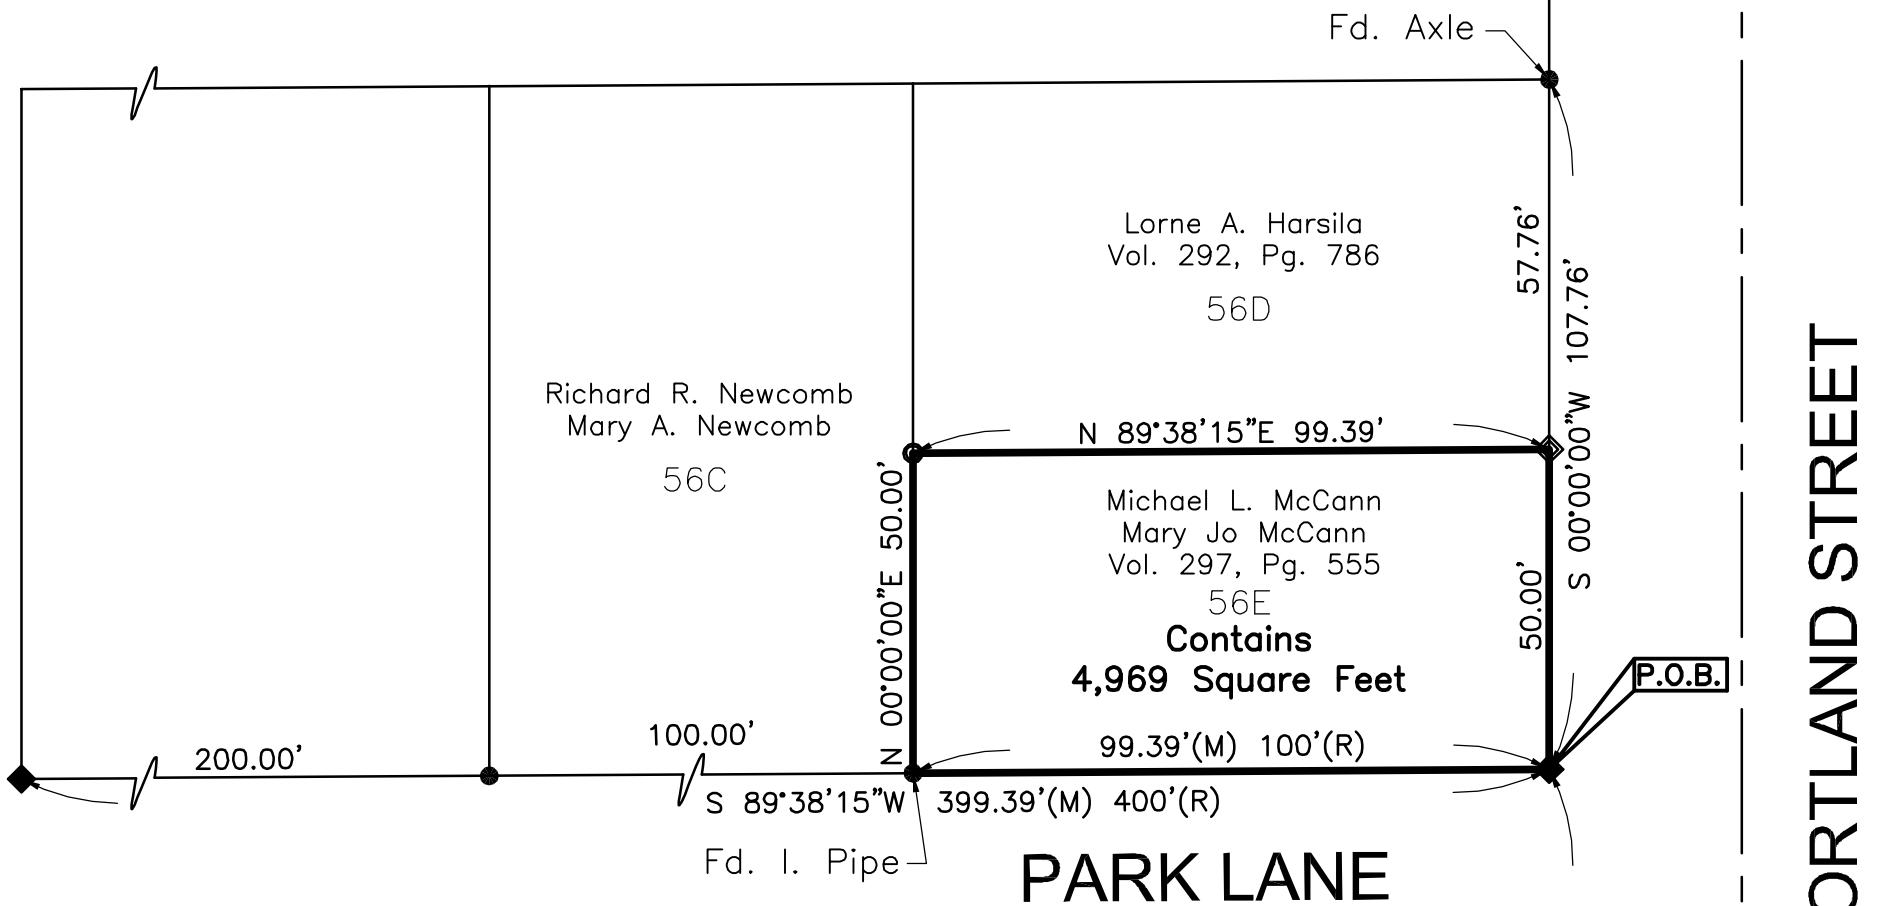 Fd. Axle
Lorne A. Harsila
Vol. 292, Pg. 786
56D
57.76'
S 00°00'00"W 107.76'
Richard R. Newcomb
Mary A. Newcomb
56C
N 89°38'15"E 99.39'
N 00°00'00"E 50.00'
Michael L. McCann
Mary Jo McCann
Vol. 297, Pg. 555
56E
Contains
4,969 Square Feet
50.00'
P.O.B.
99.39'(M) 100'(R)
200.00'
100.00'
S 89°38'15"W 399.39'(M) 400'(R)
Fd. I. Pipe
PARK LANE
ORTLAND STREET